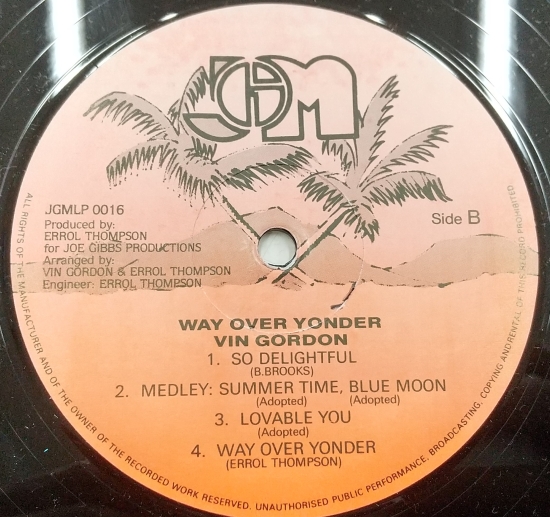 JGM
JGMLP 0016
Produced by:
ERROL THOMPSON
for JOE GIBBS PRODUCTIONS
Arranged by:
VIN GORDON & ERROL THOMPSON
Engineer: ERROL THOMPSON
Side B
WAY OVER YONDER
VIN GORDON
1. SO DELIGHTFUL
(B.BROOKS)
2. MEDLEY: SUMMER TIME, BLUE MOON
(Adopted) (Adopted)
3. LOVABLE YOU
(Adopted)
4. WAY OVER YONDER
(ERROL THOMPSON)
ALL RIGHTS OF THE MANUFACTURER AND OF THE OWNER OF THE RECORDED WORK RESERVED. UNAUTHORISED PUBLIC PERFORMANCE, BROADCASTING, COPYING AND RENTAL OF THIS RECORD PROHIBITED